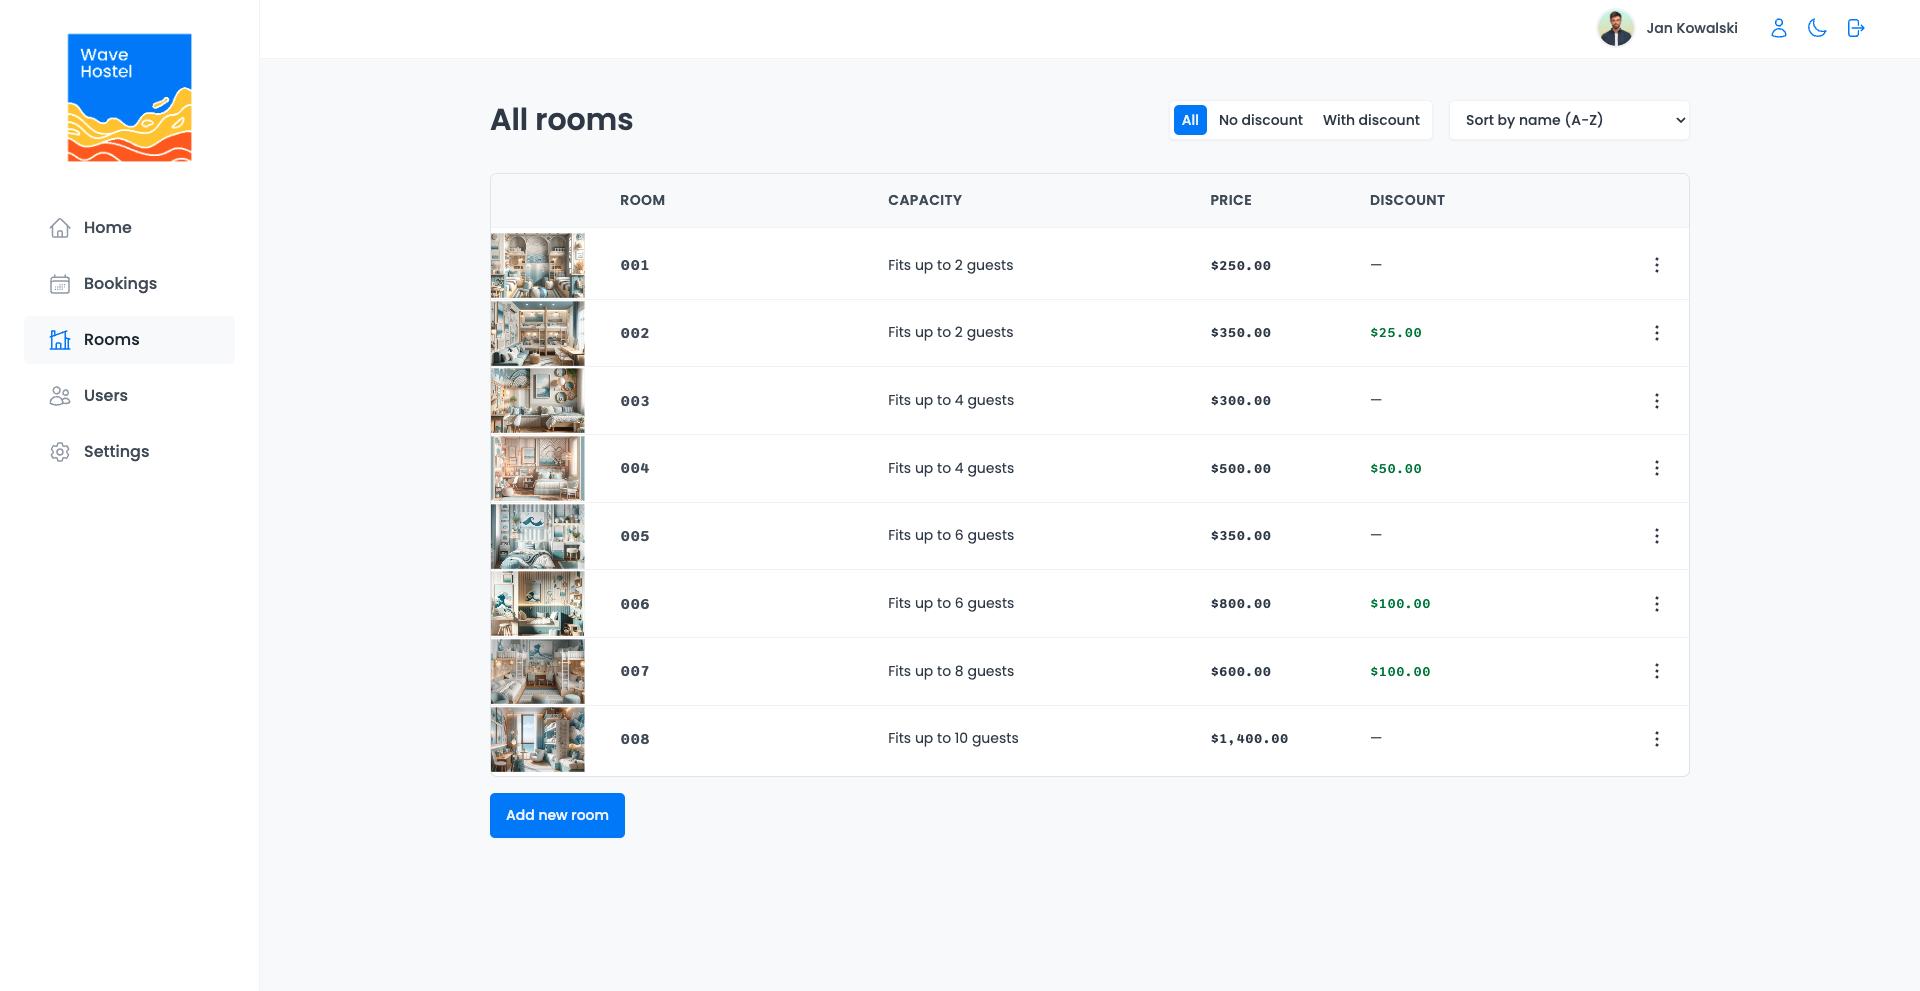 Wave
Hostel
Jan Kowalski
Home
Bookings
Rooms
Users
Settings
All rooms
All No discount With discount Sort by name (A-Z)
ROOM CAPACITY PRICE DISCOUNT
001 Fits up to 2 guests $250.00 —
002 Fits up to 2 guests $350.00 $25.00
003 Fits up to 4 guests $300.00 —
004 Fits up to 4 guests $500.00 $50.00
005 Fits up to 6 guests $350.00 —
006 Fits up to 6 guests $800.00 $100.00
007 Fits up to 8 guests $600.00 $100.00
008 Fits up to 10 guests $1,400.00 —
Add new room